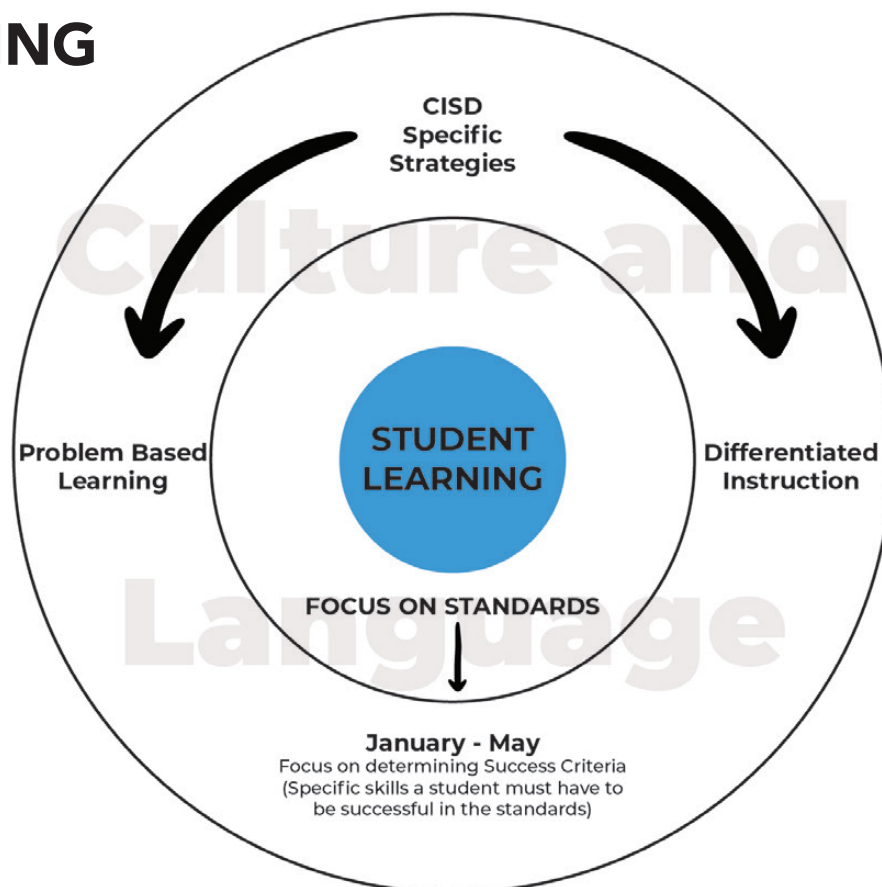 NG
CISD
Specific
Strategies
Culture and
Problem Based
Learning
STUDENT
LEARNING
Differentiated
Instruction
FOCUS ON STANDARDS
Language
January - May
Focus on determining Success Criteria
(Specific skills a student must have to
be successful in the standards)